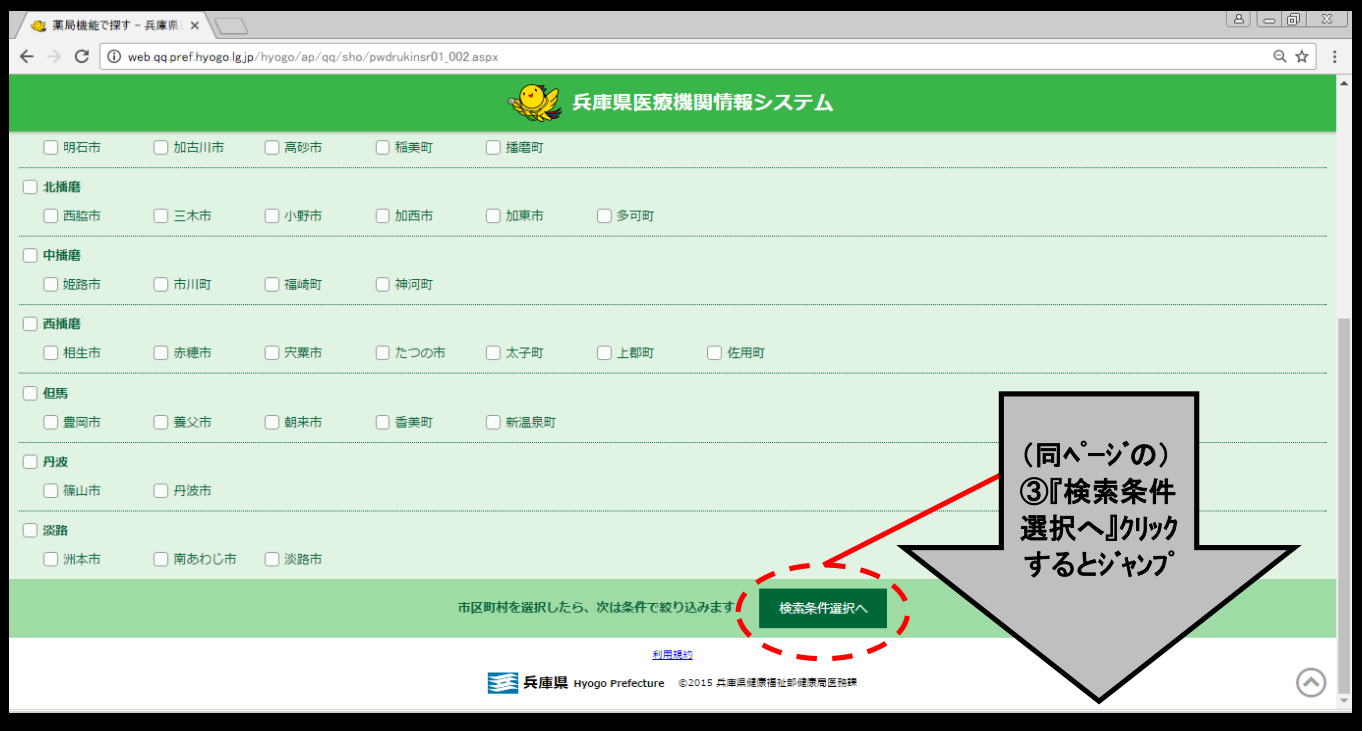 薬局機能で探す - 兵庫県
web.qq.pref.hyogo.lg.jp/hyogo/ap/qq/sho/pwdrukinsr01_002.aspx
兵庫県医療機関情報システム
明石市 加古川市 高砂市 稲美町 播磨町
北播磨
西脇市 三木市 小野市 加西市 加東市 多可町
中播磨
姫路市 市川町 福崎町 神河町
西播磨
相生市 赤穂市 宍粟市 たつの市 太子町 上郡町 佐用町
但馬
豊岡市 養父市 朝来市 香美町 新温泉町
丹波
篠山市 丹波市
淡路
洲本市 南あわじ市 淡路市
(同ﾍﾟｰｼﾞの)
③『検索条件
選択へ』ｸﾘｯｸ
するとｼﾞｬﾝﾌﾟ
市区町村を選択したら、次は条件で絞り込みます
検索条件選択へ
利用規約
兵庫県 Hyogo Prefecture ©2015 兵庫県健康福祉部健康局医務課